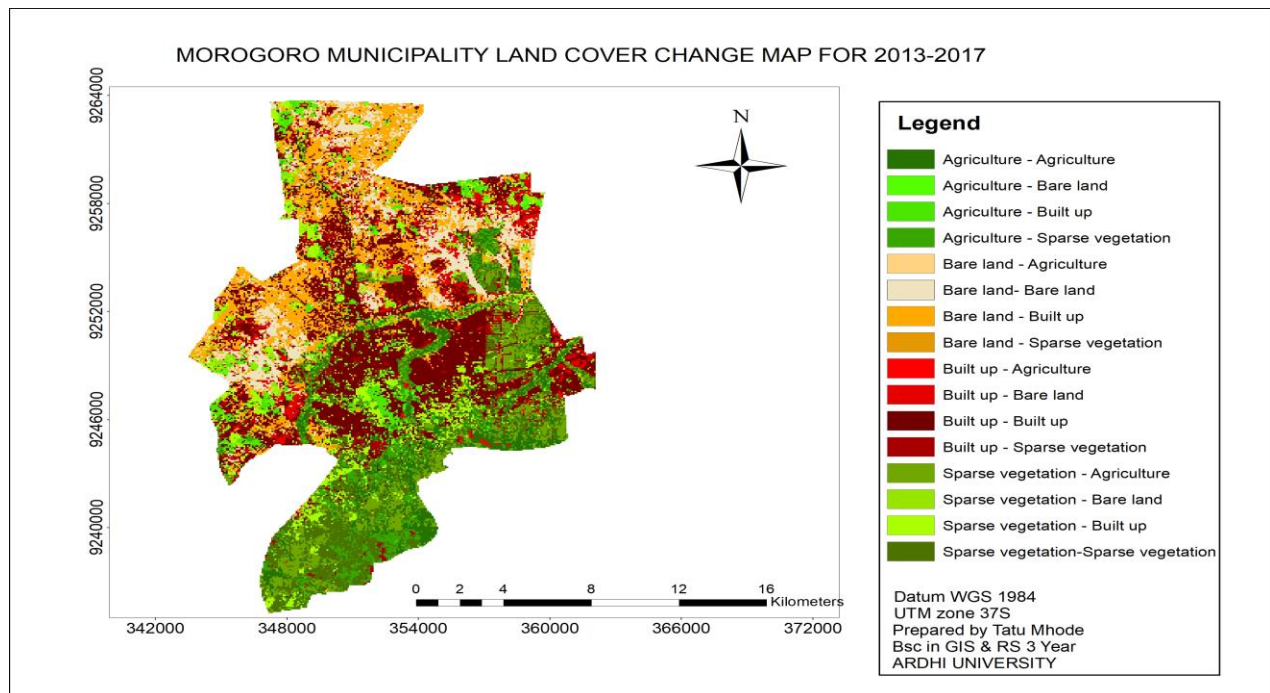 MOROGORO MUNICIPALITY LAND COVER CHANGE MAP FOR 2013-2017
9264000
9258000
9252000
9246000
9240000
N
0 2 4 8 12 16
Kilometers
342000 348000 354000 360000 366000 372000
Legend
Agriculture - Agriculture
Agriculture - Bare land
Agriculture - Built up
Agriculture - Sparse vegetation
Bare land - Agriculture
Bare land- Bare land
Bare land - Built up
Bare land - Sparse vegetation
Built up - Agriculture
Built up - Bare land
Built up - Built up
Built up - Sparse vegetation
Sparse vegetation - Agriculture
Sparse vegetation - Bare land
Sparse vegetation - Built up
Sparse vegetation-Sparse vegetation
Datum WGS 1984
UTM zone 37S
Prepared by Tatu Mhode
Bsc in GIS & RS 3 Year
ARDHI UNIVERSITY